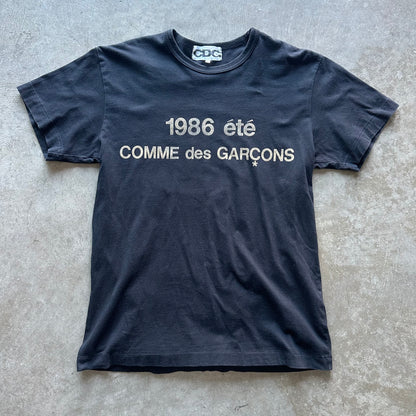 CDG
1986 été
COMME des GARÇONS
*